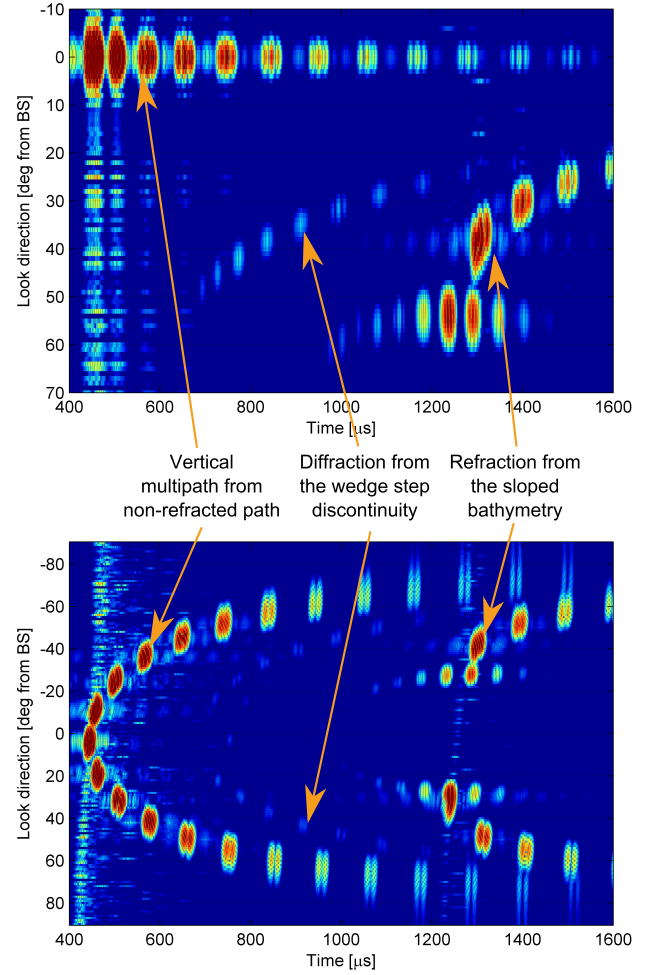 -10
0
10
20
30
40
50
60
70
Look direction [deg from BS]
400 600 800 1000 1200 1400 1600
Time [μs]
Vertical
multipath from
non-refracted path
Diffraction from
the wedge step
discontinuity
Refraction from
the sloped
bathymetry
-80
-60
-40
-20
0
20
40
60
80
Look direction [deg from BS]
400 600 800 1000 1200 1400 1600
Time [μs]